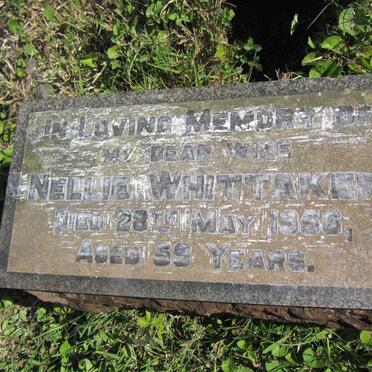 IN LOVING MEMORY OF
MY DEAR WIFE
NELLIE WHITTAKER
DIED 28TH MAY 1956,
AGED 59 YEARS.